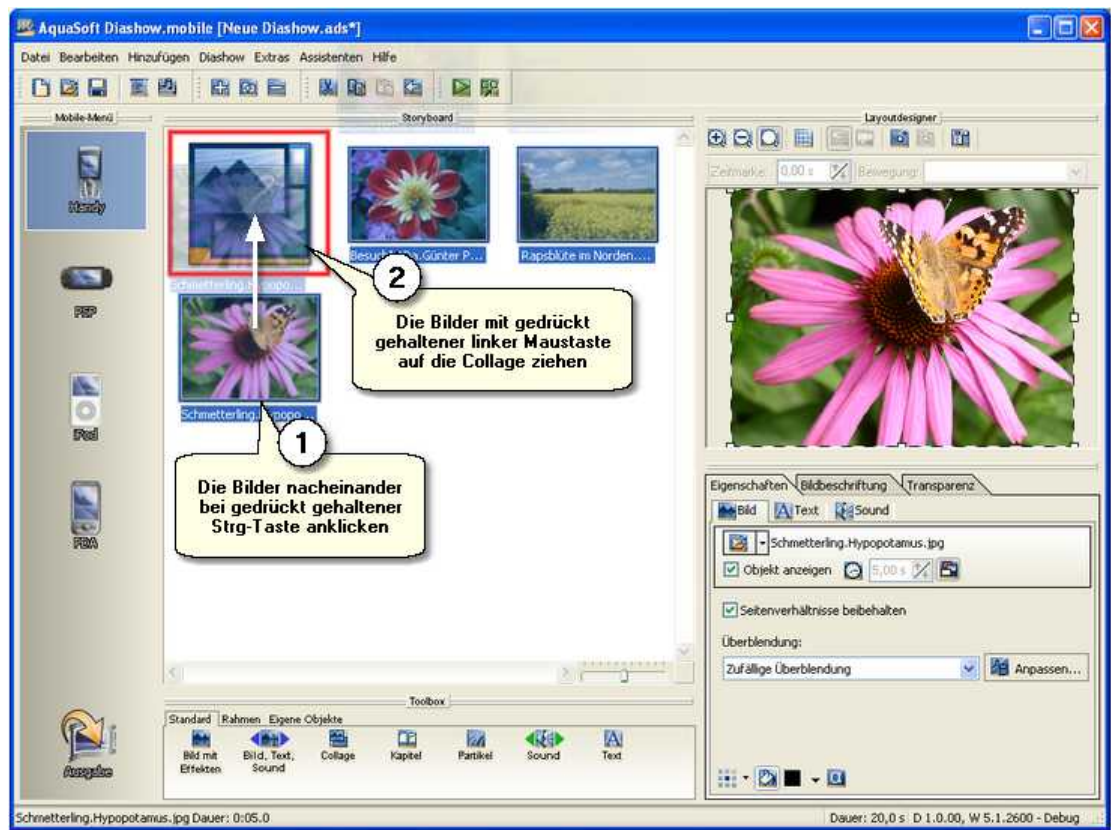 AquaSoft Diashow.mobile [Neue Diashow.ads*]
Datei Bearbeiten Hinzufügen Diashow Extras Assistenten Hilfe
Mobile-Menü
Storyboard
Layoutdesigner
Zeitmarke: 0,00 s
Bewegung:
Handy
PSP
iPod
PDA
Ausgabe
Schmetterling.Hypopo...
Günter P...
Rapsblüte im Norden....
2
Die Bilder mit gedrückt
gehaltener linker Maustaste
auf die Collage ziehen
Schmetterling.Hypopo...
1
Die Bilder nacheinander
bei gedrückt gehaltener
Strg-Taste anklicken
Eigenschaften Bildbeschriftung Transparenz
Bild Text Sound
Schmetterling.Hypopotamus.jpg
Objekt anzeigen 5,00 s
Seitenverhältnisse beibehalten
Überblendung:
Zufällige Überblendung
Anpassen...
Toolbox
Standard Rahmen Eigene Objekte
Bild mit
Effekten
Bild, Text,
Sound
Collage
Kapitel
Partikel
Sound
Text
Schmetterling.Hypopotamus.jpg Dauer: 0:05.0
Dauer: 20,0 s D 1.0.00, W 5.1.2600 - Debug